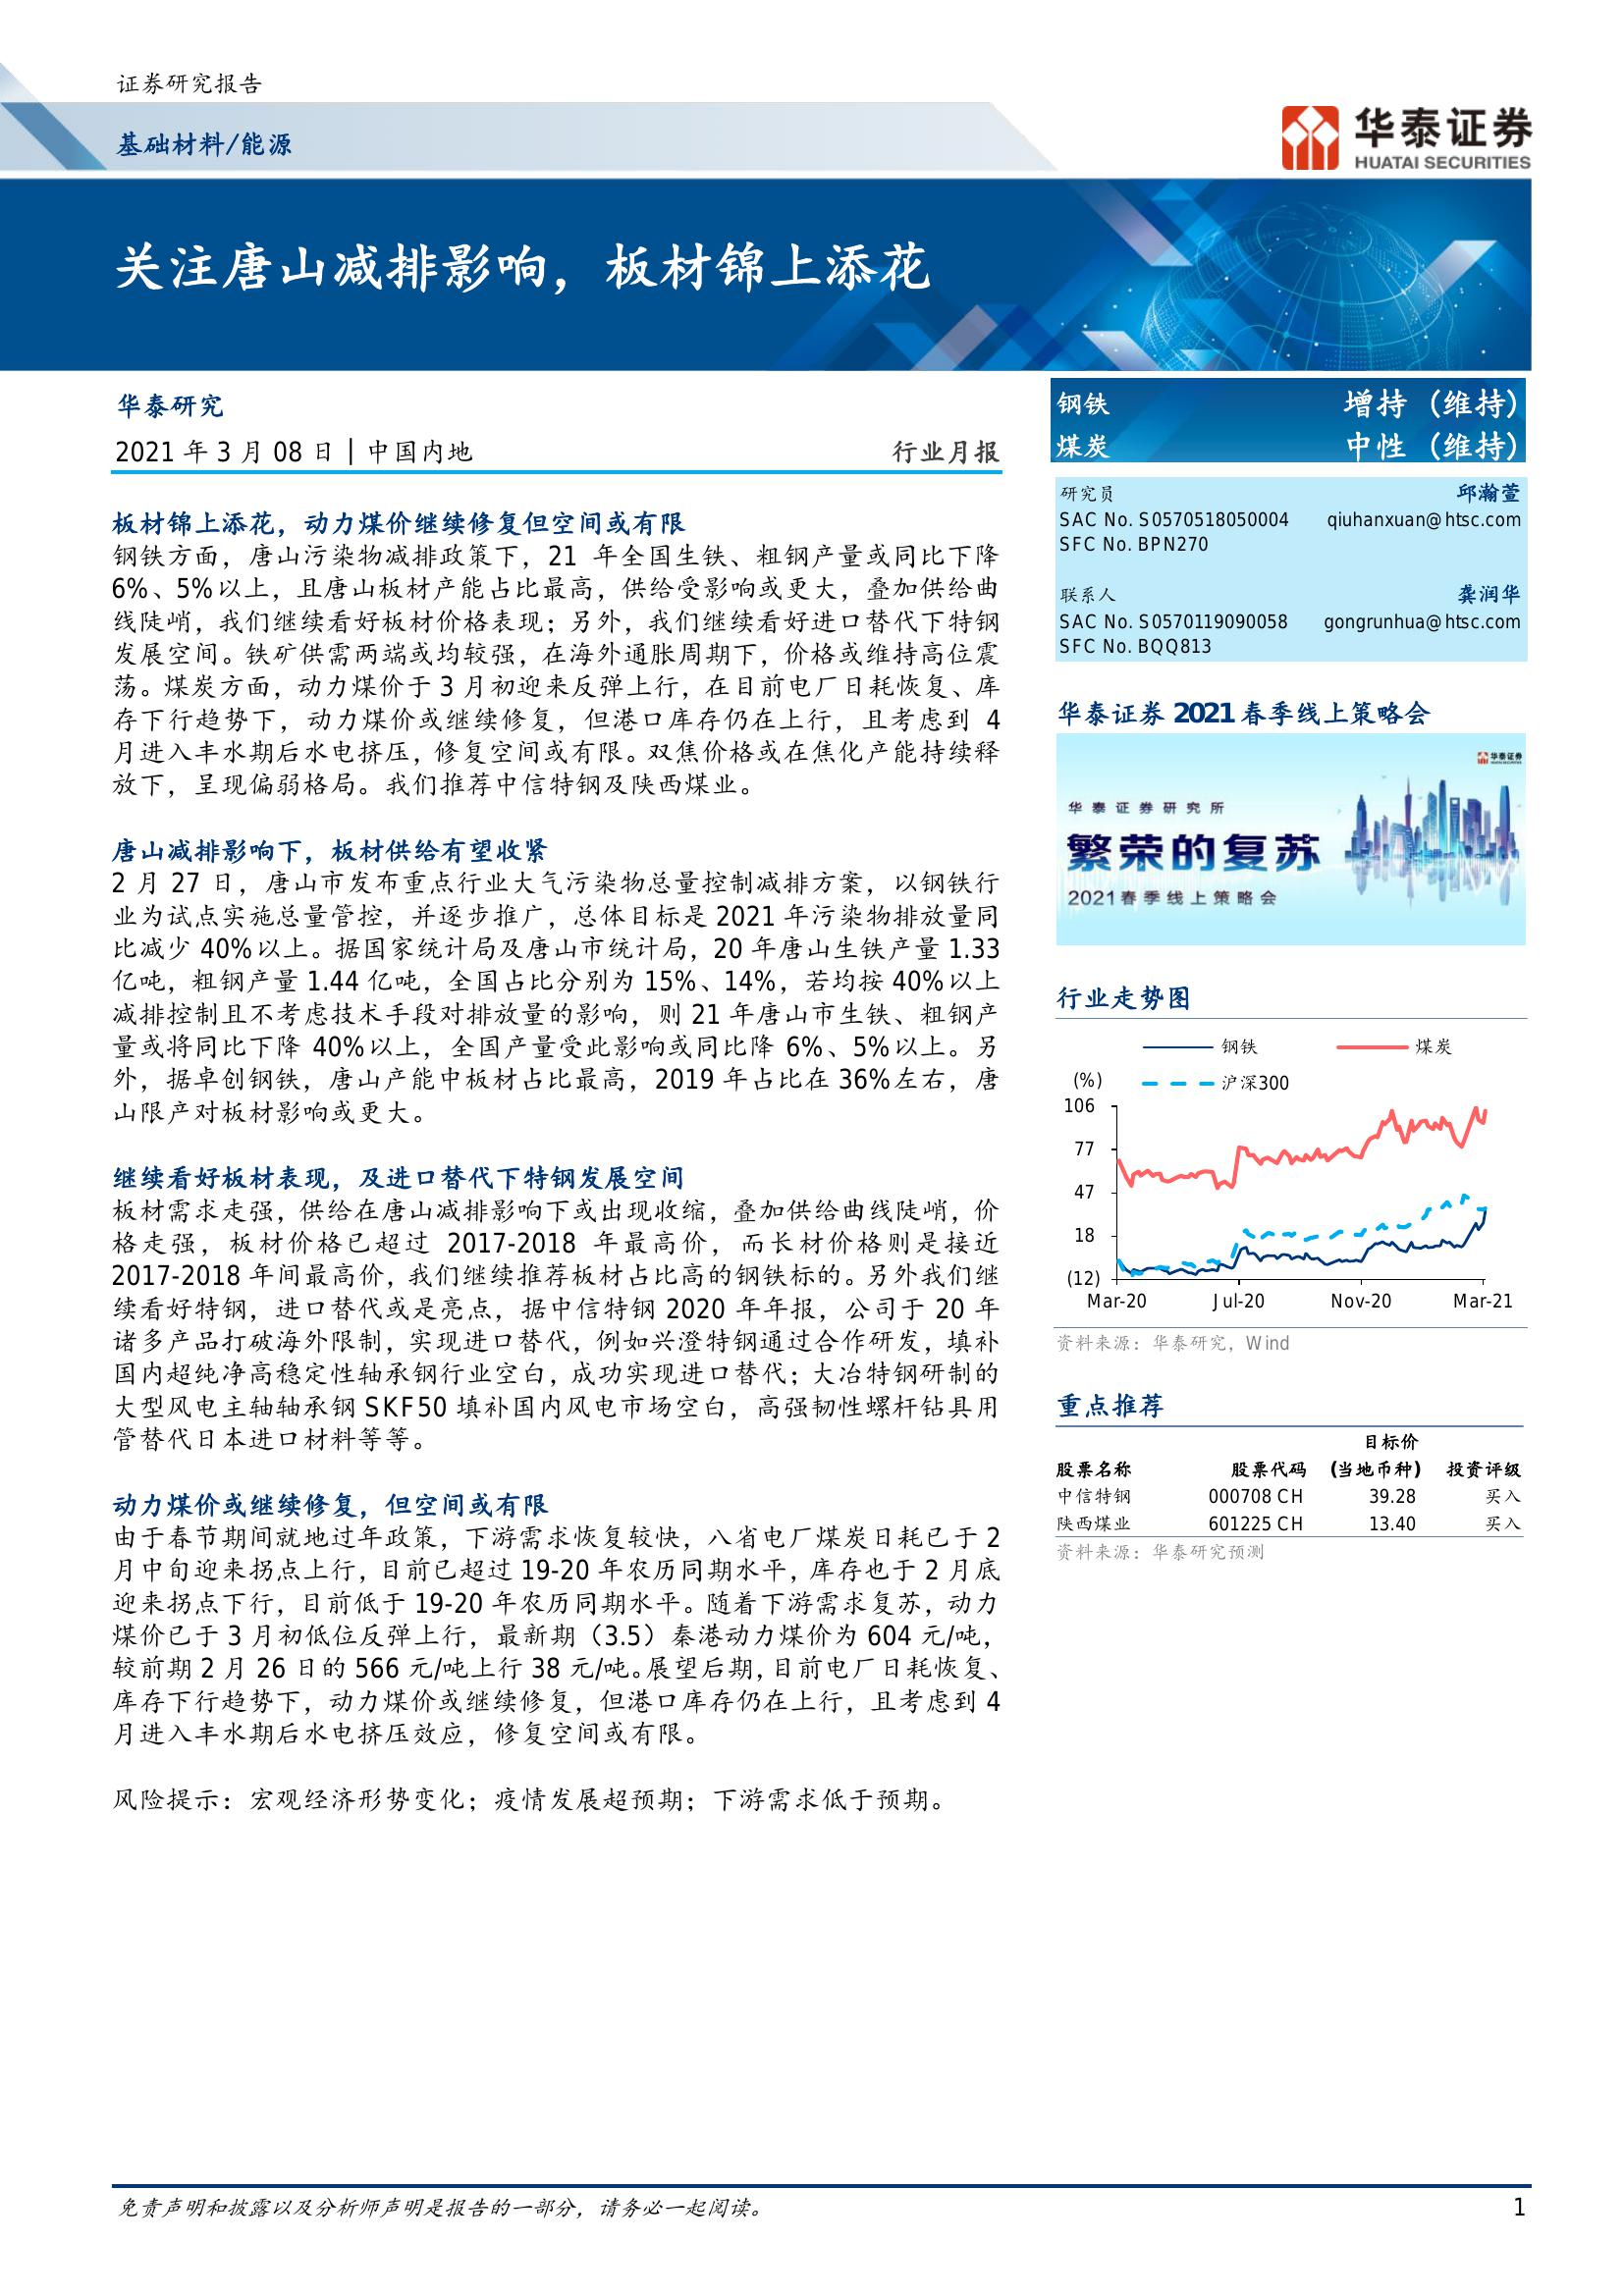 证券研究报告
基础材料/能源
华泰证券
HUATAI SECURITIES
关注唐山减排影响，板材锦上添花
华泰研究
2021 年 3 月 08 日 | 中国内地
行业月报
板材锦上添花，动力煤价继续修复但空间或有限
钢铁方面，唐山污染物减排政策下，21 年全国生铁、粗钢产量或同比下降
6%、5%以上，且唐山板材产能占比最高，供给受影响或更大，叠加供给曲
线陡峭，我们继续看好板材价格表现；另外，我们继续看好进口替代下特钢
发展空间。铁矿供需两端或均较强，在海外通胀周期下，价格或维持高位震
荡。煤炭方面，动力煤价于 3 月初迎来反弹上行，在目前电厂日耗恢复、库
存下行趋势下，动力煤价或继续修复，但港口库存仍在上行，且考虑到 4
月进入丰水期后水电挤压，修复空间或有限。双焦价格或在焦化产能持续释
放下，呈现偏弱格局。我们推荐中信特钢及陕西煤业。
唐山减排影响下，板材供给有望收紧
2 月 27 日，唐山市发布重点行业大气污染物总量控制减排方案，以钢铁行
业为试点实施总量管控，并逐步推广，总体目标是 2021 年污染物排放量同
比减少 40%以上。据国家统计局及唐山市统计局，20 年唐山生铁产量 1.33
亿吨，粗钢产量 1.44 亿吨，全国占比分别为 15%、14%，若均按 40%以上
减排控制且不考虑技术手段对排放量的影响，则 21 年唐山市生铁、粗钢产
量或将同比下降 40%以上，全国产量受此影响或同比降 6%、5%以上。另
外，据卓创钢铁，唐山产能中板材占比最高，2019 年占比在 36%左右，唐
山限产对板材影响或更大。
继续看好板材表现，及进口替代下特钢发展空间
板材需求走强，供给在唐山减排影响下或出现收缩，叠加供给曲线陡峭，价
格走强，板材价格已超过 2017-2018 年最高价，而长材价格则是接近
2017-2018 年间最高价，我们继续推荐板材占比高的钢铁标的。另外我们继
续看好特钢，进口替代或是亮点，据中信特钢 2020 年年报，公司于 20 年
诸多产品打破海外限制，实现进口替代，例如兴澄特钢通过合作研发，填补
国内超纯净高稳定性轴承钢行业空白，成功实现进口替代；大冶特钢研制的
大型风电主轴轴承钢 SKF50 填补国内风电市场空白，高强韧性螺杆钻具用
管替代日本进口材料等等。
动力煤价或继续修复，但空间或有限
由于春节期间就地过年政策，下游需求恢复较快，八省电厂煤炭日耗已于 2
月中旬迎来拐点上行，目前已超过 19-20 年农历同期水平，库存也于 2 月底
迎来拐点下行，目前低于 19-20 年农历同期水平。随着下游需求复苏，动力
煤价已于 3 月初低位反弹上行，最新期（3.5）秦港动力煤价为 604 元/吨，
较前期 2 月 26 日的 566 元/吨上行 38 元/吨。展望后期，目前电厂日耗恢复、
库存下行趋势下，动力煤价或继续修复，但港口库存仍在上行，且考虑到 4
月进入丰水期后水电挤压效应，修复空间或有限。
风险提示：宏观经济形势变化；疫情发展超预期；下游需求低于预期。
钢铁 增持 (维持)
煤炭 中性 (维持)
研究员 邱瀚萱
SAC No. S0570518050004 qiuhanxuan@htsc.com
SFC No. BPN270
联系人 龚润华
SAC No. S0570119090058 gongrunhua@htsc.com
SFC No. BQQ813
华泰证券 2021 春季线上策略会
华泰证券
华泰证券研究所
繁荣的复苏
2021春季线上策略会
行业走势图
钢铁 煤炭
(%) 沪深300
106
77
47
18
(12)
Mar-20 Jul-20 Nov-20 Mar-21
资料来源：华泰研究，Wind
重点推荐
目标价
股票名称 股票代码 (当地币种) 投资评级
中信特钢 000708 CH 39.28 买入
陕西煤业 601225 CH 13.40 买入
资料来源：华泰研究预测
免责声明和披露以及分析师声明是报告的一部分，请务必一起阅读。
1